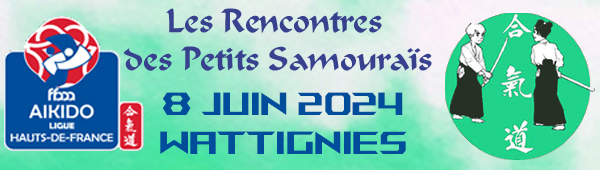 Les Rencontres
des Petits Samouraïs
8 JUIN 2024
WATTIGNIES
ffbad
AIKIDO
LIGUE
HAUTS-DE-FRANCE
合氣道
合
氣
道